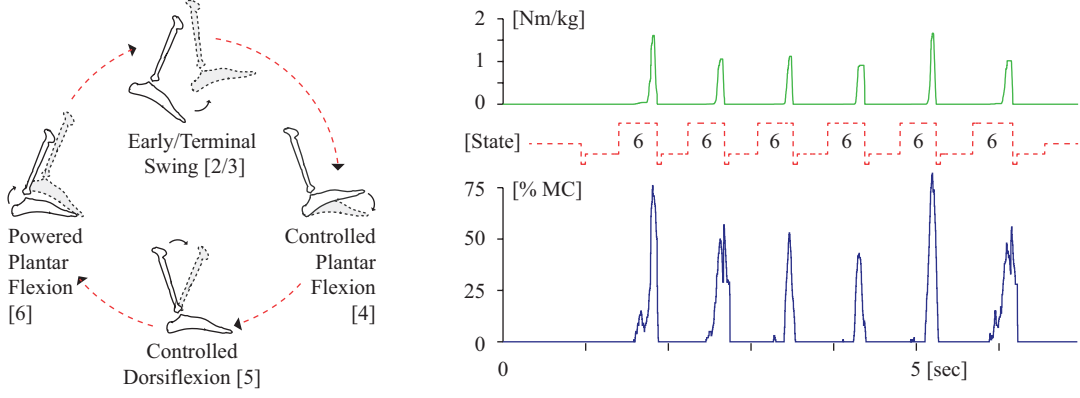 Early/Terminal
Swing [2/3]
Powered
Plantar
Flexion
[6]
Controlled
Plantar
Flexion
[4]
Controlled
Dorsiflexion [5]
[Nm/kg]
2
1
0
[State]
6 6 6 6 6 6
[% MC]
75
50
25
0
0 5 [sec]